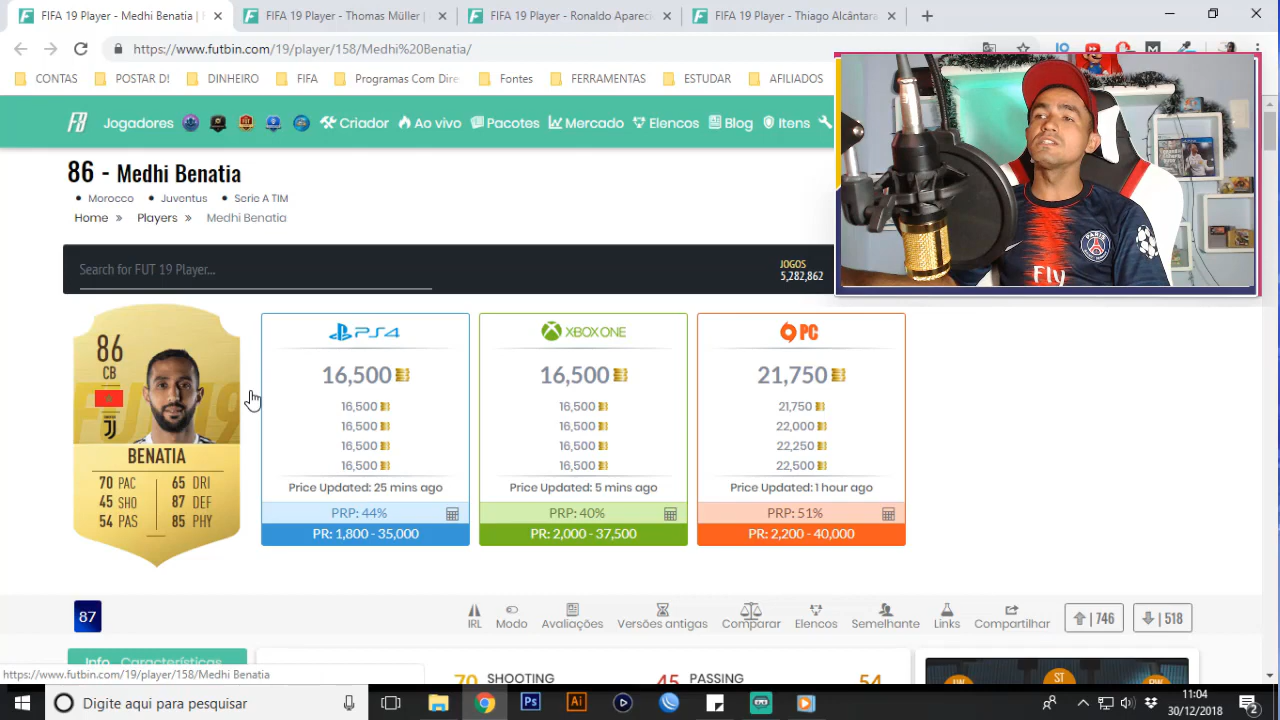 FIFA 19 Player - Medhi Benatia |
FIFA 19 Player - Thomas Müller |
FIFA 19 Player - Ronaldo Aparecid
FIFA 19 Player - Thiago Alcântara
https://www.futbin.com/19/player/158/Medhi%20Benatia/
CONTAS
POSTAR D!
DINHEIRO
FIFA
Programas Com Dire
Fontes
FERRAMENTAS
ESTUDAR
AFILIADOS
Jogadores
Criador
Ao vivo
Pacotes
Mercado
Elencos
Blog
Itens
86 - Medhi Benatia
Morocco
Juventus
Serie A TIM
Home » Players » Medhi Benatia
Search for FUT 19 Player...
JOGOS
5,282,862
PARIS
Fly
86
CB
FIFA 19
BENATIA
70 PAC 65 DRI
45 SHO 87 DEF
54 PAS 85 PHY
PS4
16,500
16,500
16,500
16,500
16,500
Price Updated: 25 mins ago
PRP: 44%
PR: 1,800 - 35,000
XBOX ONE
16,500
16,500
16,500
16,500
16,500
Price Updated: 5 mins ago
PRP: 40%
PR: 2,000 - 37,500
PC
21,750
21,750
22,000
22,250
22,500
Price Updated: 1 hour ago
PRP: 51%
PR: 2,200 - 40,000
87
IRL
Modo
Avaliações
Versões antigas
Comparar
Elencos
Semelhante
Links
Compartilhar
746
518
Info Características
70 SHOOTING 45 PASSING 54
LW ST RW
https://www.futbin.com/19/player/158/Medhi Benatia
Digite aqui para pesquisar
11:04
30/12/2018
2